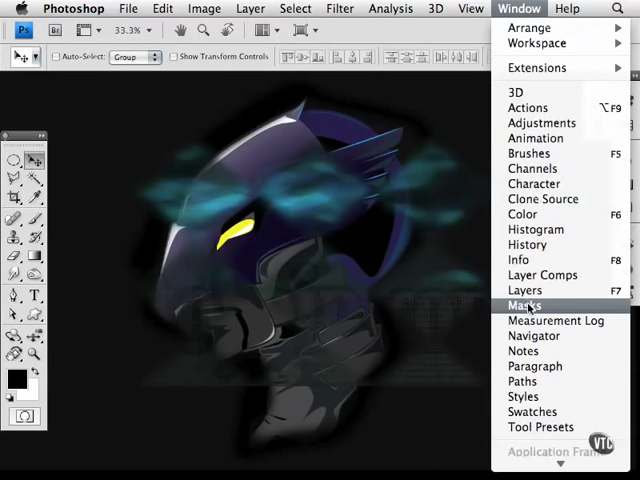 Photoshop File Edit Image Layer Select Filter Analysis 3D View Window Help
Ps Br 33.3%
Auto-Select: Group Show Transform Controls
Arrange
Workspace
Extensions
3D
Actions ⌥F9
Adjustments
Animation
Brushes F5
Channels
Character
Clone Source
Color F6
Histogram
History
Info F8
Layer Comps
Layers F7
Masks
Measurement Log
Navigator
Notes
Paragraph
Paths
Styles
Swatches
Tool Presets
Application Frame
VTC
T